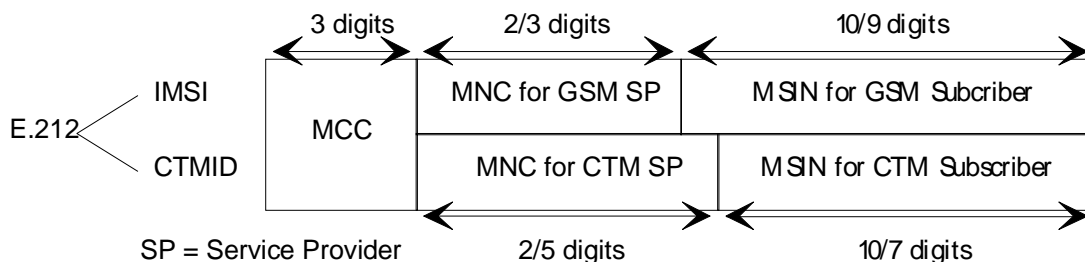 3 digits 2/3 digits 10/9 digits
IMSI MNC for GSM SP MSIN for GSM Subcriber
E.212 MCC
CTMID MNC for CTM SP MSIN for CTM Subscriber
SP = Service Provider 2/5 digits 10/7 digits